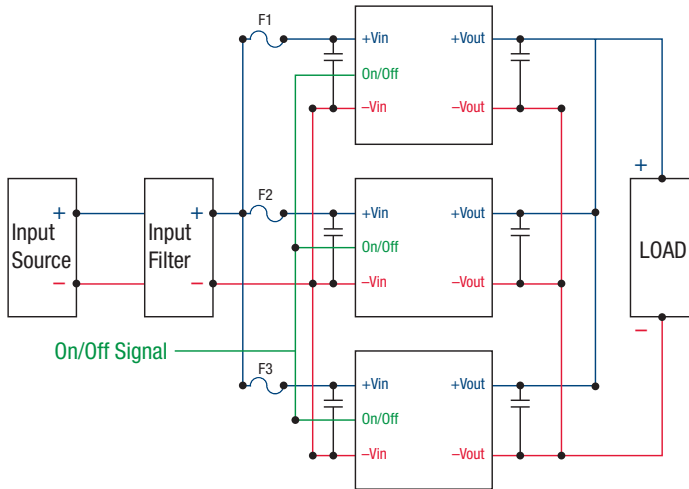 F1
+Vin
+Vout
On/Off
–Vin
–Vout
+
F2
+ + +Vin
+Vout
Input
Source
Input
Filter
On/Off
LOAD
– – –Vin
–Vout
–
On/Off Signal
F3
+Vin
+Vout
On/Off
–Vin
–Vout